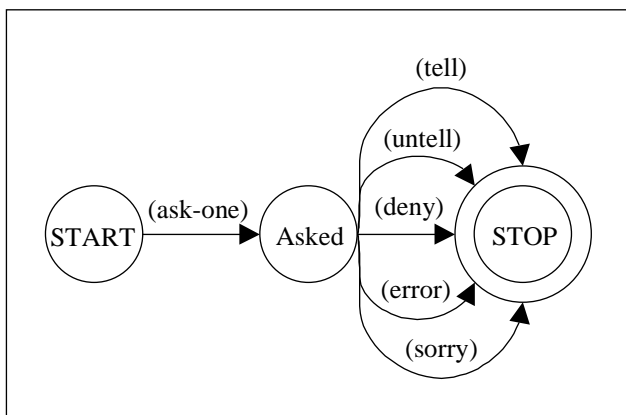 (tell)
(untell)
(ask-one)
(deny)
START
Asked
STOP
(error)
(sorry)